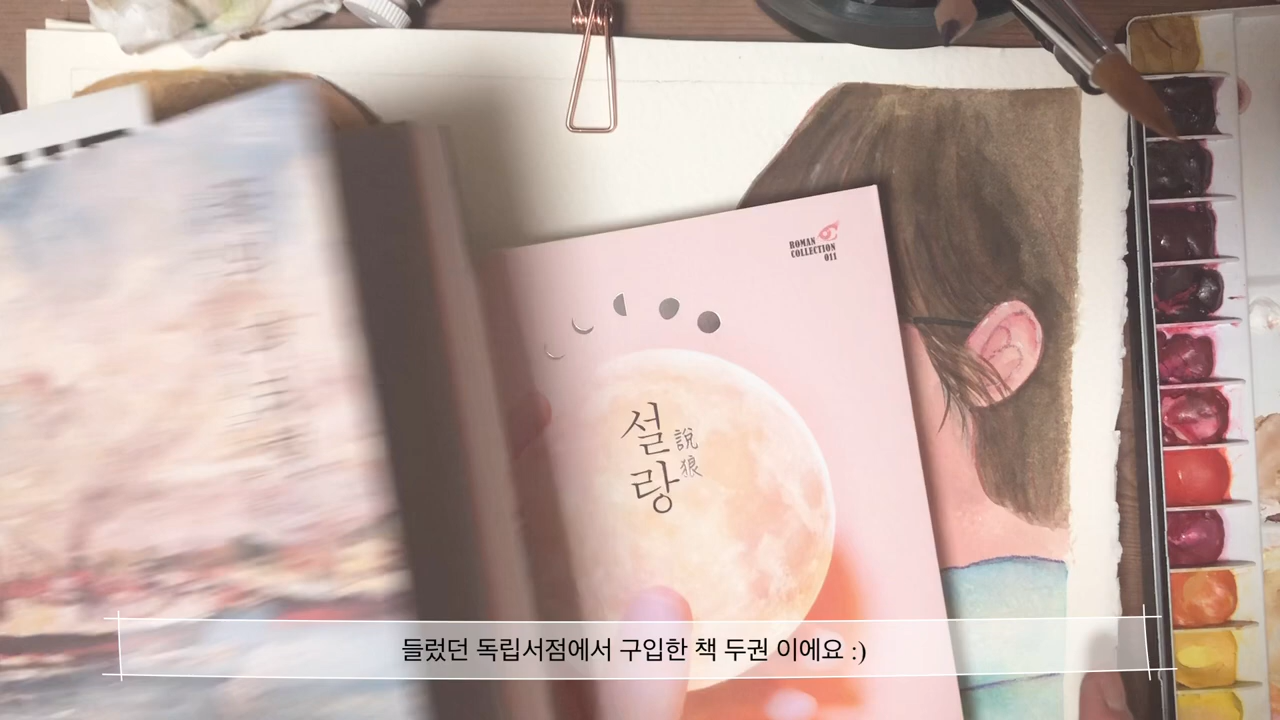 ROMAN
COLLECTION
011
설랑
說狼
들렀던 독립서점에서 구입한 책 두권 이에요 :)